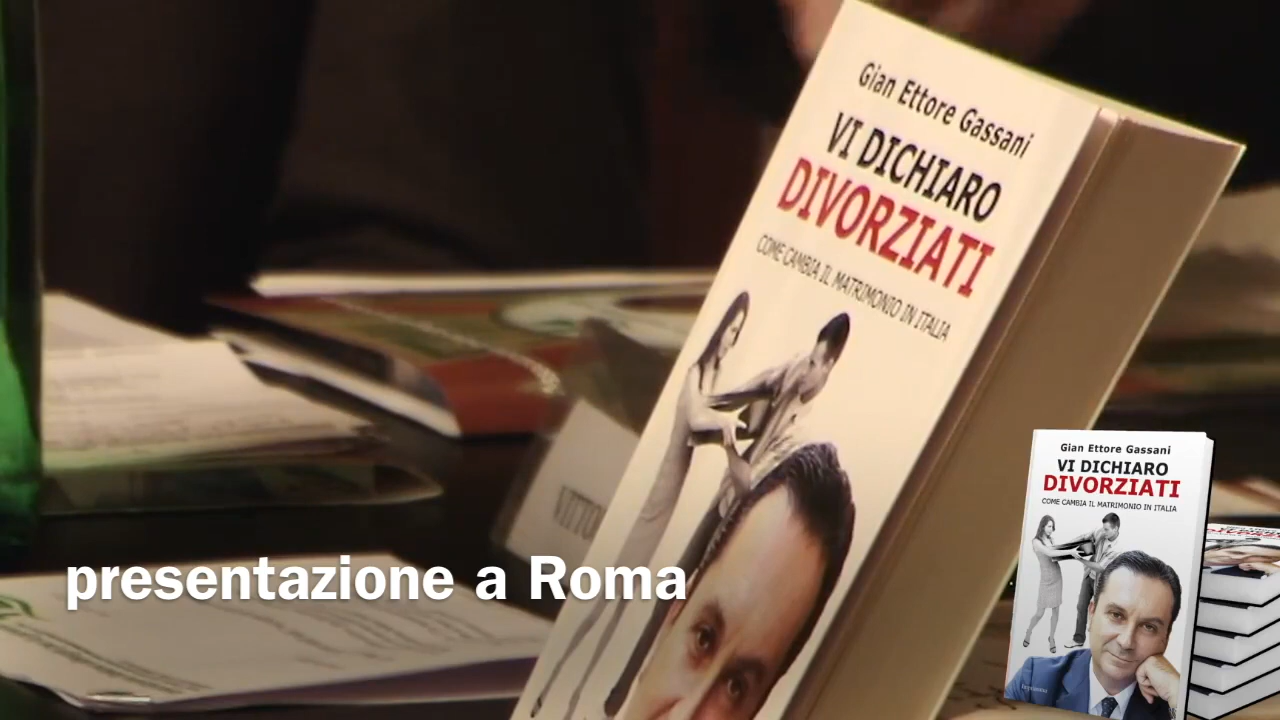 Gian Ettore Gassani
VI DICHIARO
DIVORZIATI
COME CAMBIA IL MATRIMONIO IN ITALIA
VITTO
presentazione a Roma
Gian Ettore Gassani
VI DICHIARO
DIVORZIATI
COME CAMBIA IL MATRIMONIO IN ITALIA